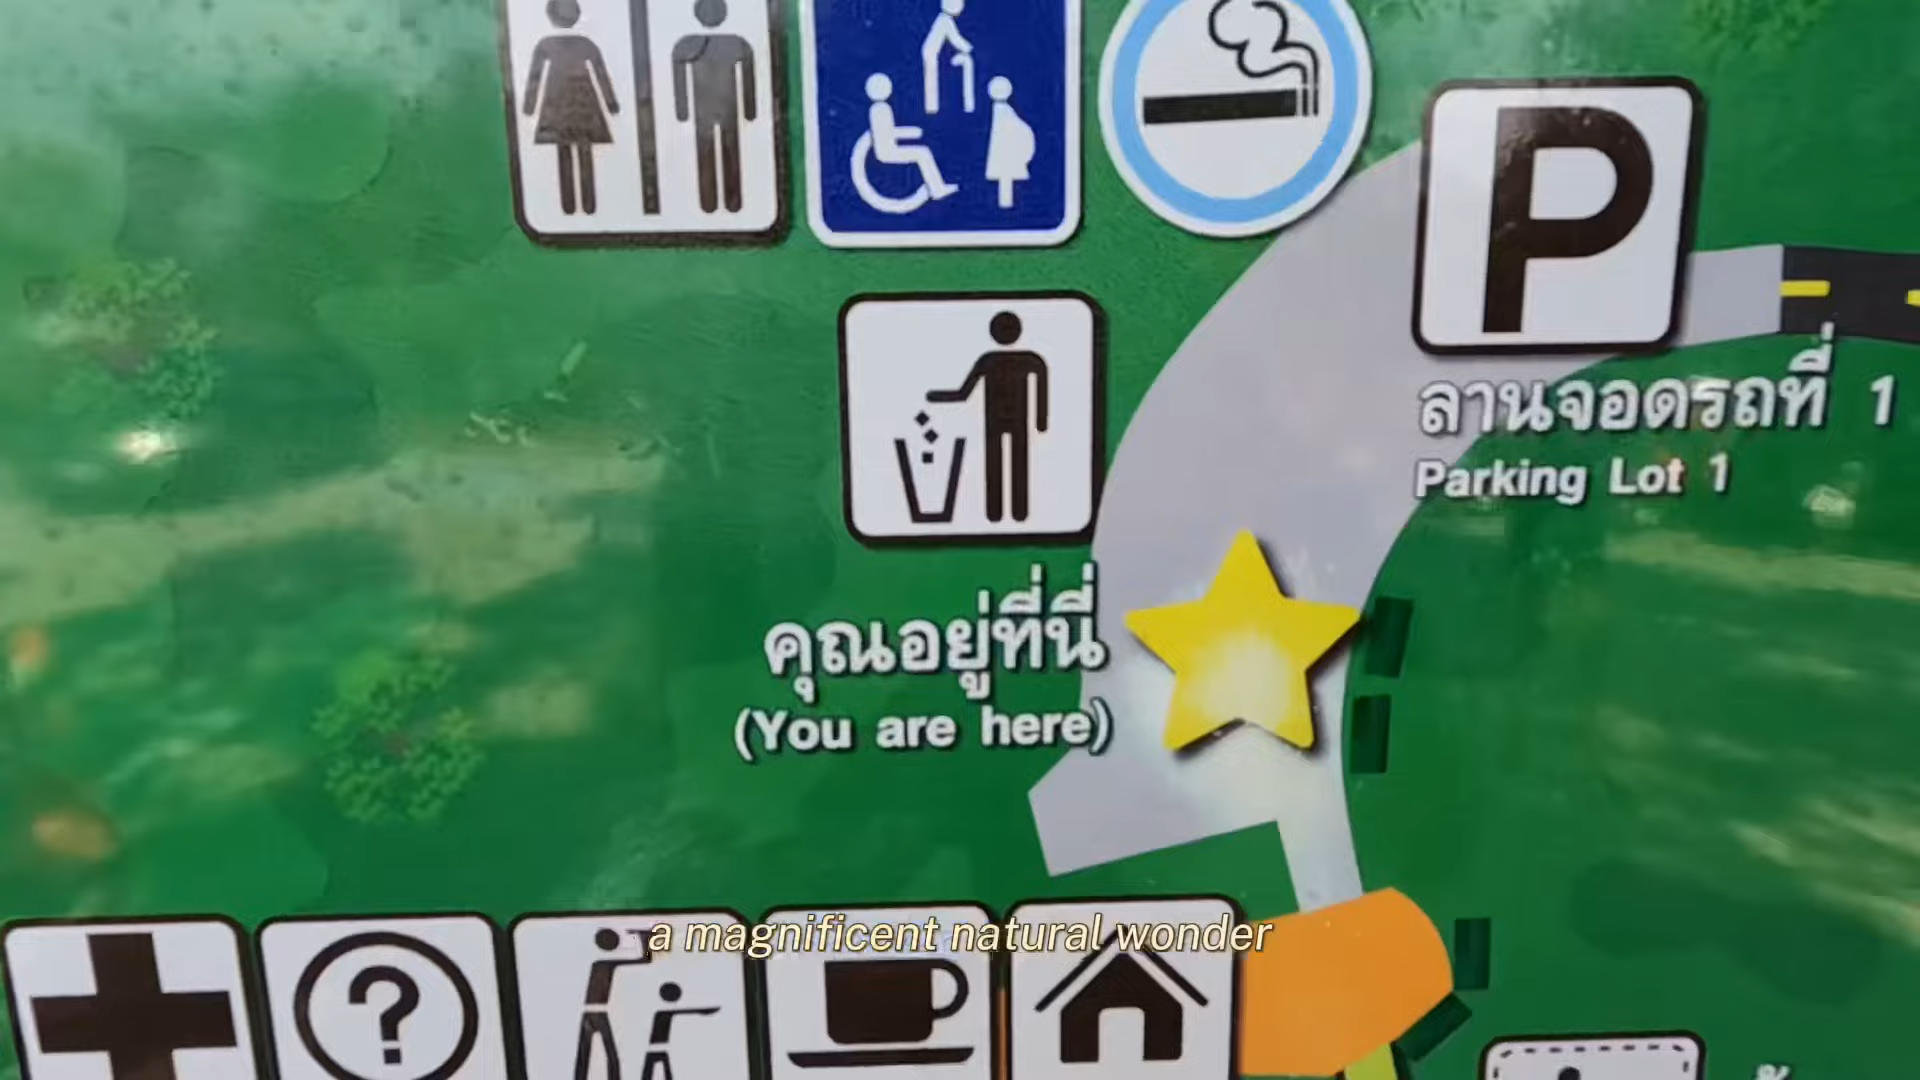 P
ลานจอดรถที่ 1
Parking Lot 1
คุณอยู่ที่นี่
(You are here)
a magnificent natural wonder
?